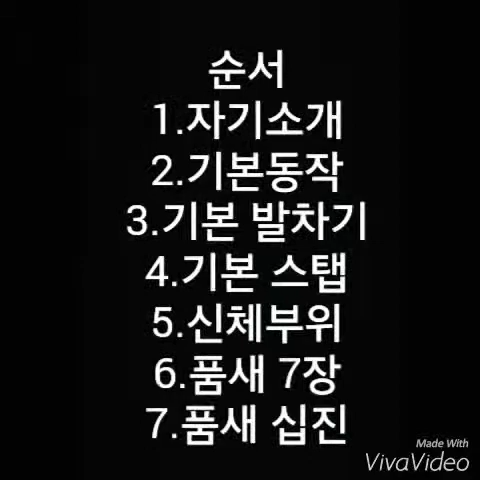 순서
1.자기소개
2.기본동작
3.기본 발차기
4.기본 스탭
5.신체부위
6.품새 7장
7.품새 십진
Made With
VivaVideo